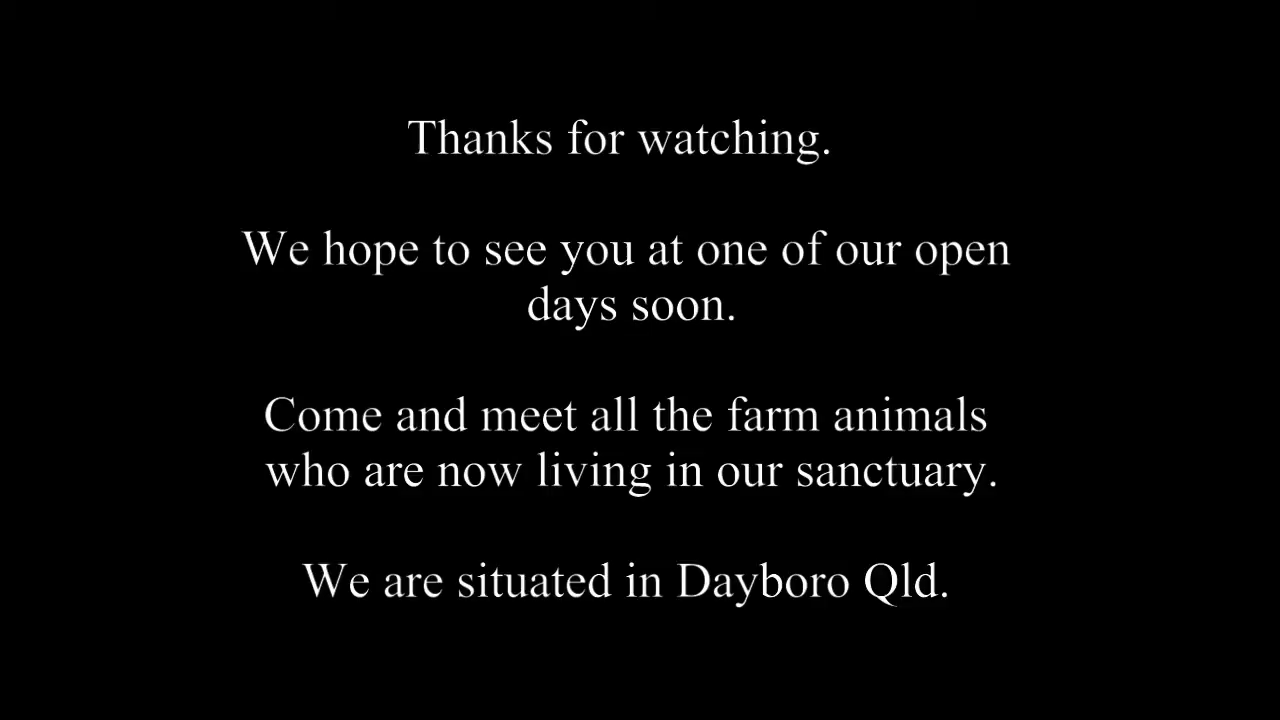 Thanks for watching.
We hope to see you at one of our open
days soon.
Come and meet all the farm animals
who are now living in our sanctuary.
We are situated in Dayboro Qld.